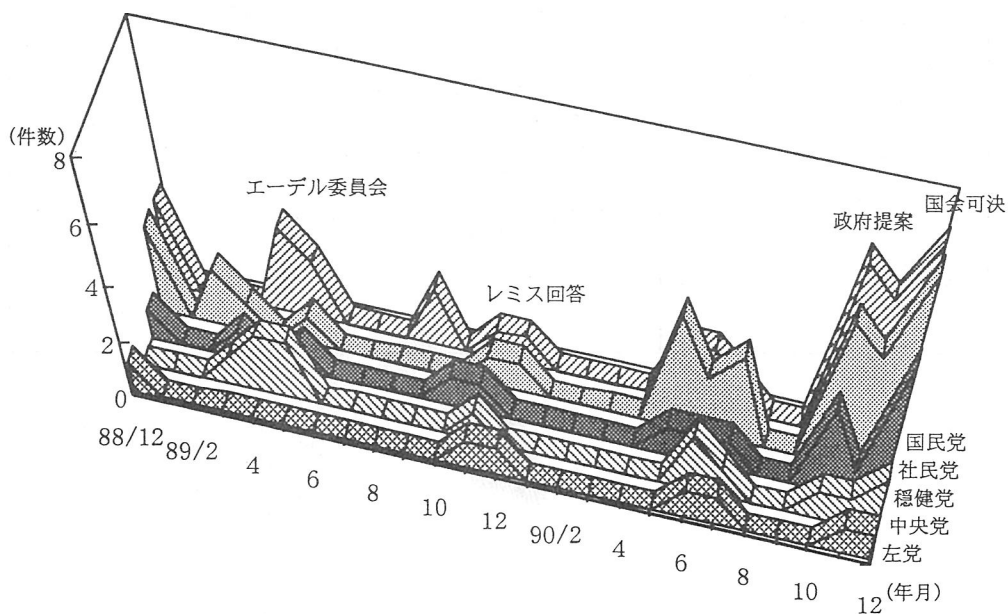 (件数)
8
6
4
2
0
エーデル委員会
レミス回答
政府提案
国会可決
国民党
社民党
穏健党
中央党
左党
88/12
89/2
4
6
8
10
12
90/2
4
6
8
10
12
(年月)